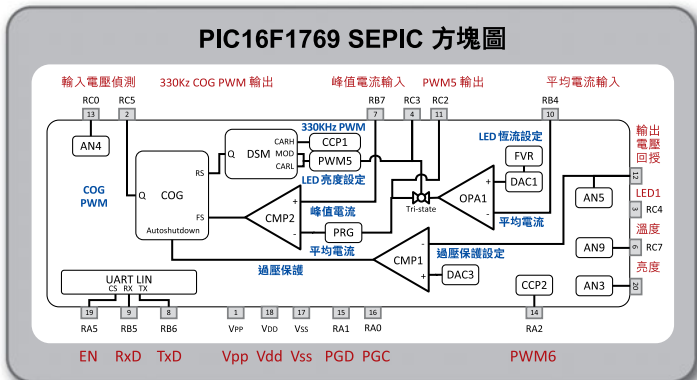 PIC16F1769 SEPIC 方塊圖
輸入電壓偵測 330Kz COG PWM 輸出 峰值電流輸入 PWM5 輸出 平均電流輸入
RC0 RC5 RB7 RC3 RC2 RB4
13 2 7 4 11 10
AN4
330KHz PWM
CARH CCP1
Q DSM MOD PWM5
CARL
LED 亮度設定
RS
COG PWM
Q COG
FS
Autoshutdown
+ CMP2 -
峰值電流
PRG
平均電流
Tri-state
LED 恆流設定
FVR
DAC1
OPA1 + -
平均電流
過壓保護
過壓保護設定
- CMP1 +
DAC3
輸出
電壓
回授
12
AN5
LED1
3 RC4
溫度
AN9 6 RC7
亮度
AN3 20
UART LIN
CS RX TX
CCP2
19 9 8 1 18 17 15 16 14
RA5 RB5 RB6 VPP VDD VSS RA1 RA0 RA2
EN RxD TxD Vpp Vdd Vss PGD PGC PWM6